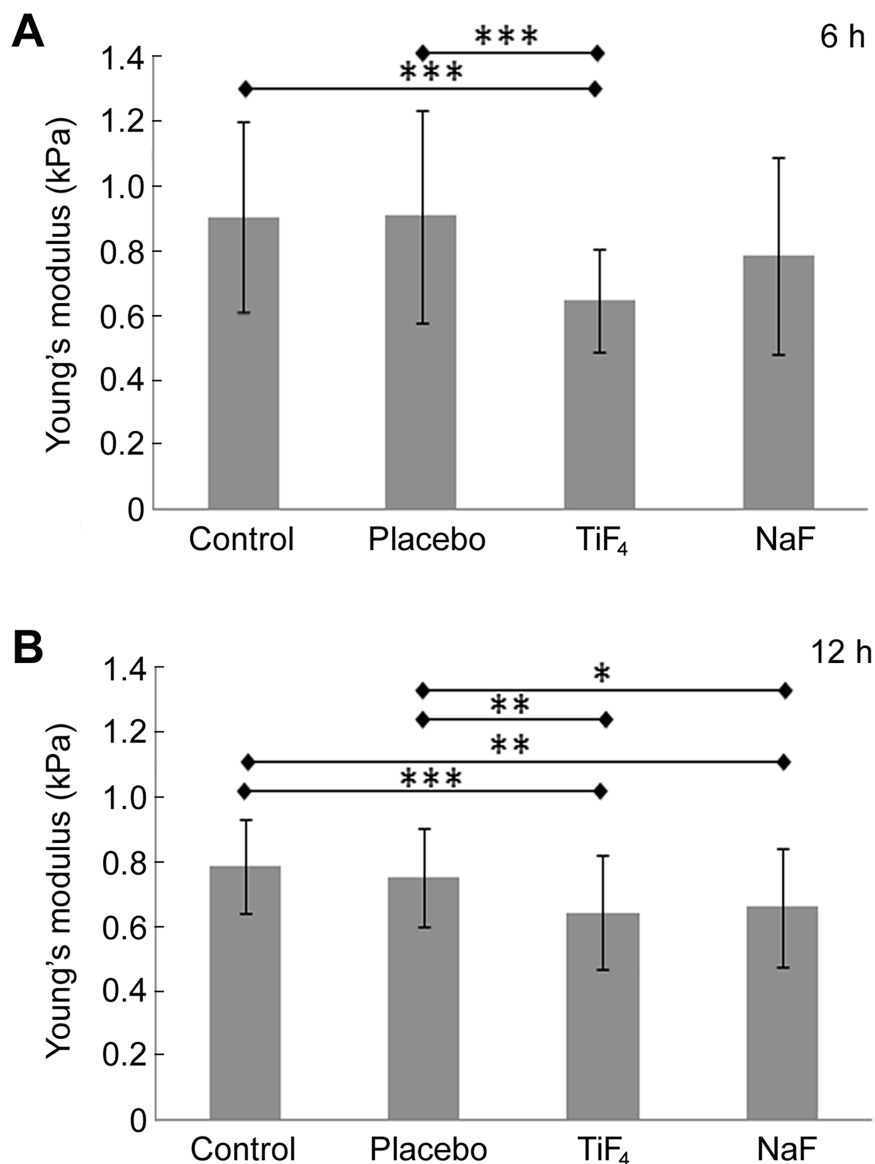 A
6 h
***
***
Young's modulus (kPa)
1.4
1.2
1.0
0.8
0.6
0.4
0.2
0
Control Placebo TiF₄ NaF
B
12 h
*
**
**
***
Young's modulus (kPa)
1.4
1.2
1.0
0.8
0.6
0.4
0.2
0
Control Placebo TiF₄ NaF